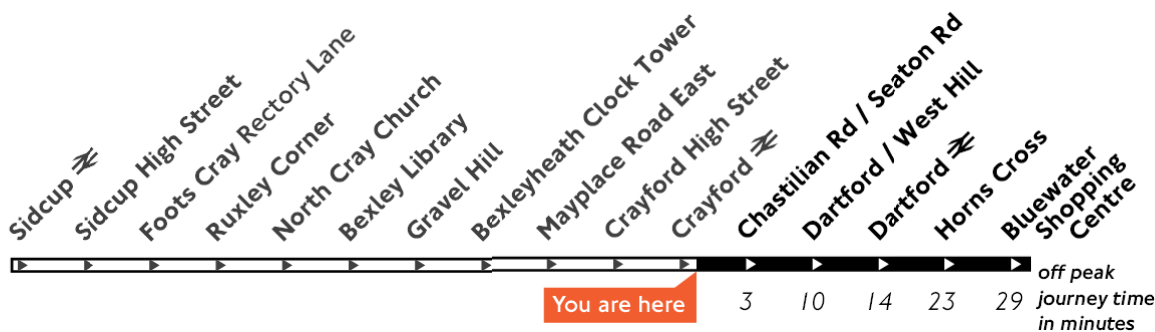 Sidcup
Sidcup High Street
Foots Cray Rectory Lane
Ruxley Corner
North Cray Church
Bexley Library
Gravel Hill
Bexleyheath Clock Tower
Mayplace Road East
Crayford High Street
Crayford
Chastilian Rd / Seaton Rd
Dartford / West Hill
Dartford
Horns Cross
Bluewater
Shopping
Centre
You are here
3
10
14
23
29
off peak
journey time
in minutes